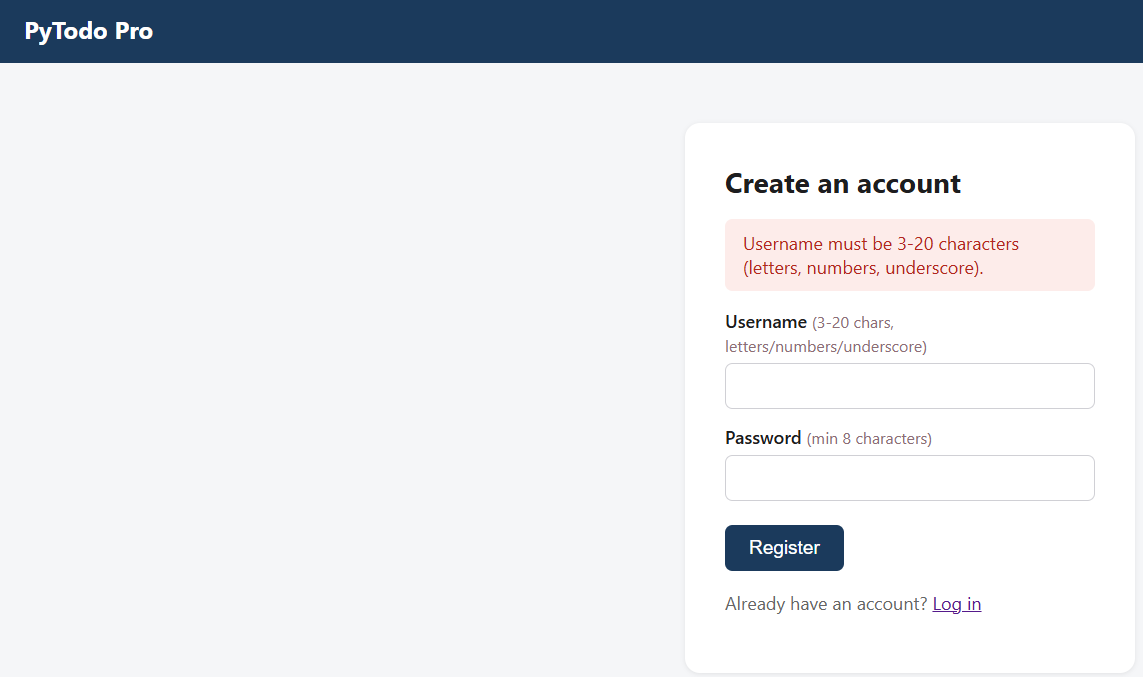 PyTodo Pro
Create an account
Username must be 3-20 characters
(letters, numbers, underscore).
Username (3-20 chars,
letters/numbers/underscore)
Password (min 8 characters)
Register
Already have an account? Log in